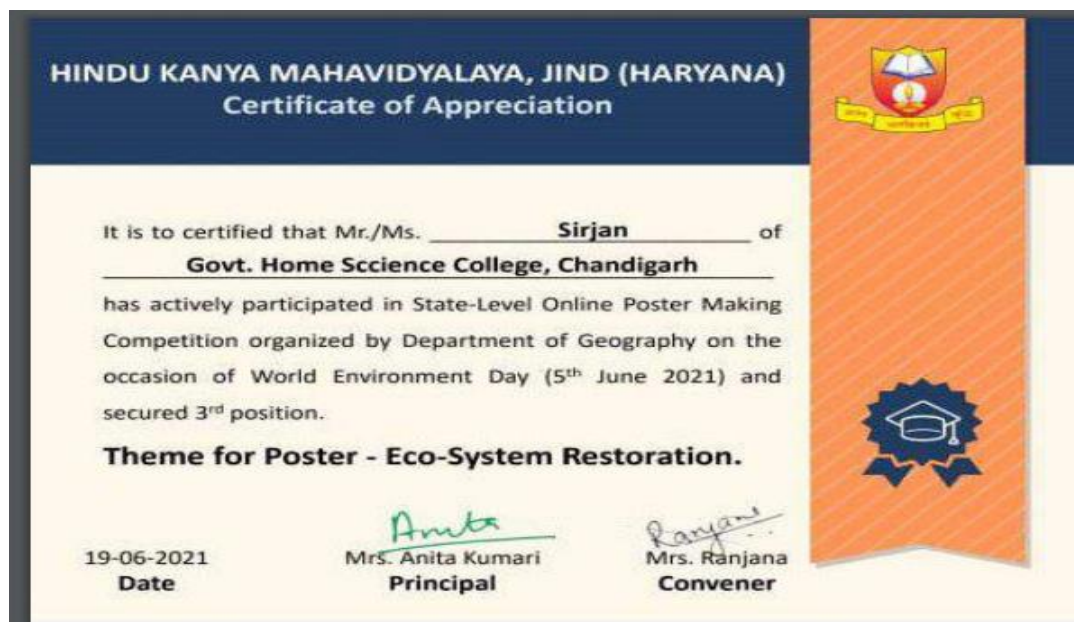 HINDU KANYA MAHAVIDYALAYA, JIND (HARYANA)
Certificate of Appreciation
It is to certified that Mr./Ms. Sirjan of
Govt. Home Sccience College, Chandigarh
has actively participated in State-Level Online Poster Making
Competition organized by Department of Geography on the
occasion of World Environment Day (5th June 2021) and
secured 3rd position.
Theme for Poster - Eco-System Restoration.
Anita
Ranjani
19-06-2021
Mrs. Anita Kumari
Mrs. Ranjana
Date
Principal
Convener